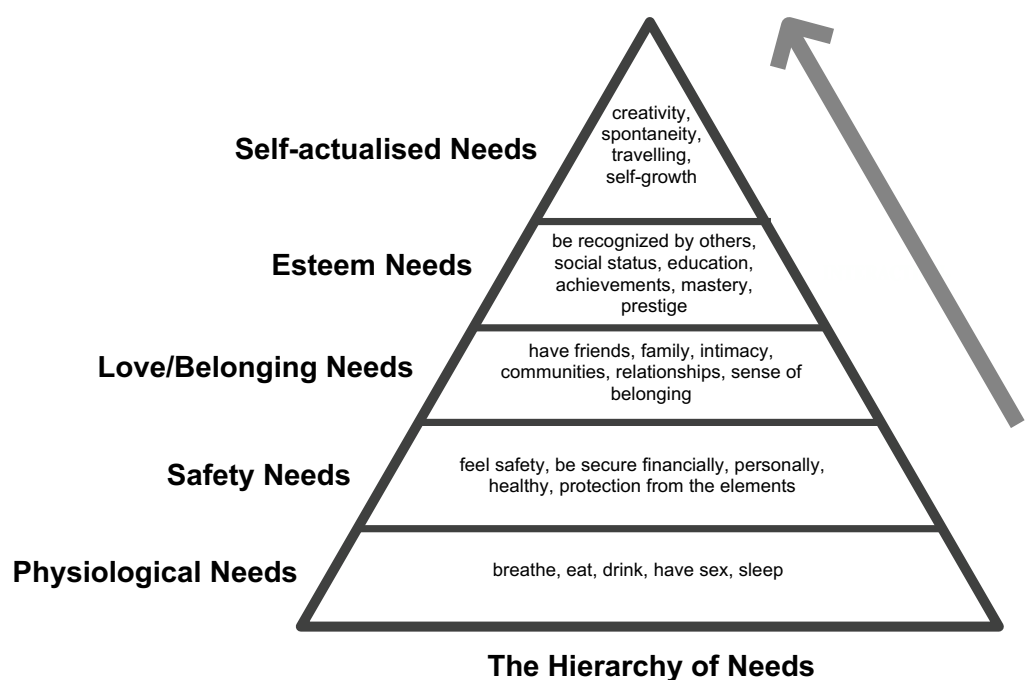 Self-actualised Needs
creativity,
spontaneity,
travelling,
self-growth
Esteem Needs
be recognized by others,
social status, education,
achievements, mastery,
prestige
Love/Belonging Needs
have friends, family, intimacy,
communities, relationships, sense of
belonging
Safety Needs
feel safety, be secure financially, personally,
healthy, protection from the elements
Physiological Needs
breathe, eat, drink, have sex, sleep
The Hierarchy of Needs